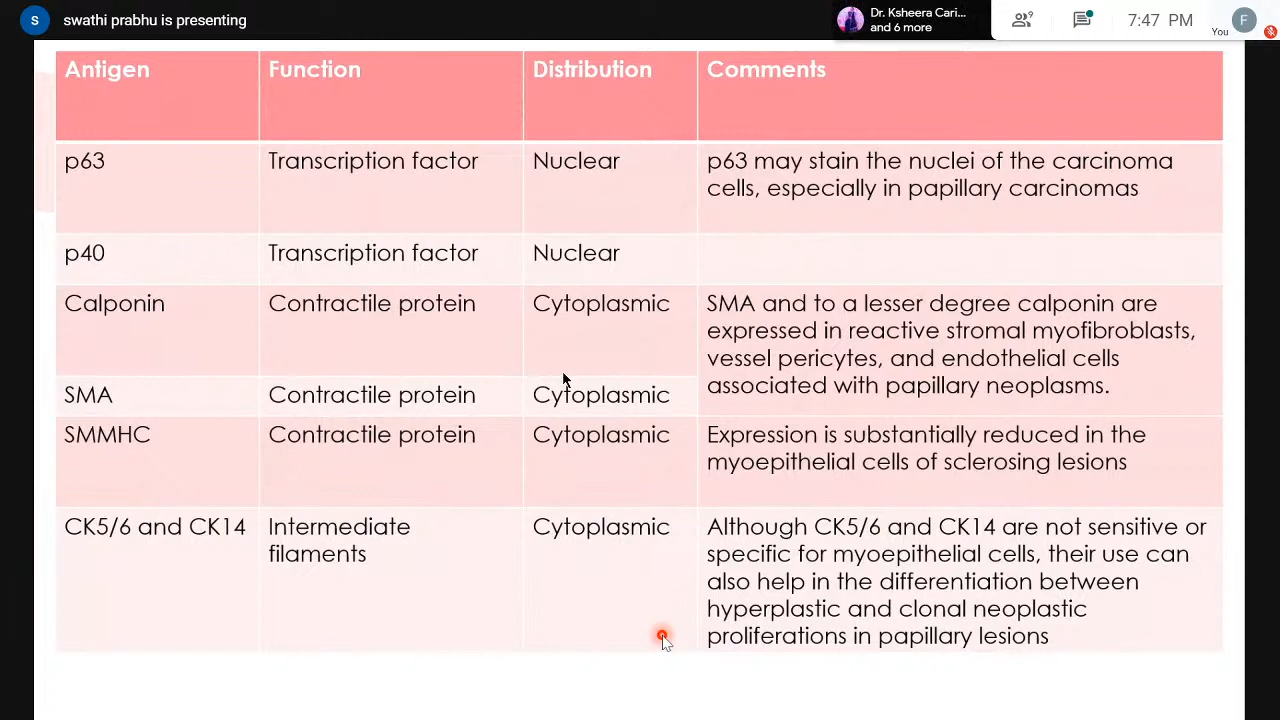 S swathi prabhu is presenting
Dr. Ksheera Cari...
and 6 more
9
7:47 PM
You
F
Antigen Function Distribution Comments
p63 Transcription factor Nuclear p63 may stain the nuclei of the carcinoma
cells, especially in papillary carcinomas
p40 Transcription factor Nuclear
Calponin Contractile protein Cytoplasmic SMA and to a lesser degree calponin are
expressed in reactive stromal myofibroblasts,
vessel pericytes, and endothelial cells
associated with papillary neoplasms.
SMA Contractile protein Cytoplasmic
SMMHC Contractile protein Cytoplasmic Expression is substantially reduced in the
myoepithelial cells of sclerosing lesions
CK5/6 and CK14 Intermediate
filaments
Cytoplasmic Although CK5/6 and CK14 are not sensitive or
specific for myoepithelial cells, their use can
also help in the differentiation between
hyperplastic and clonal neoplastic
proliferations in papillary lesions